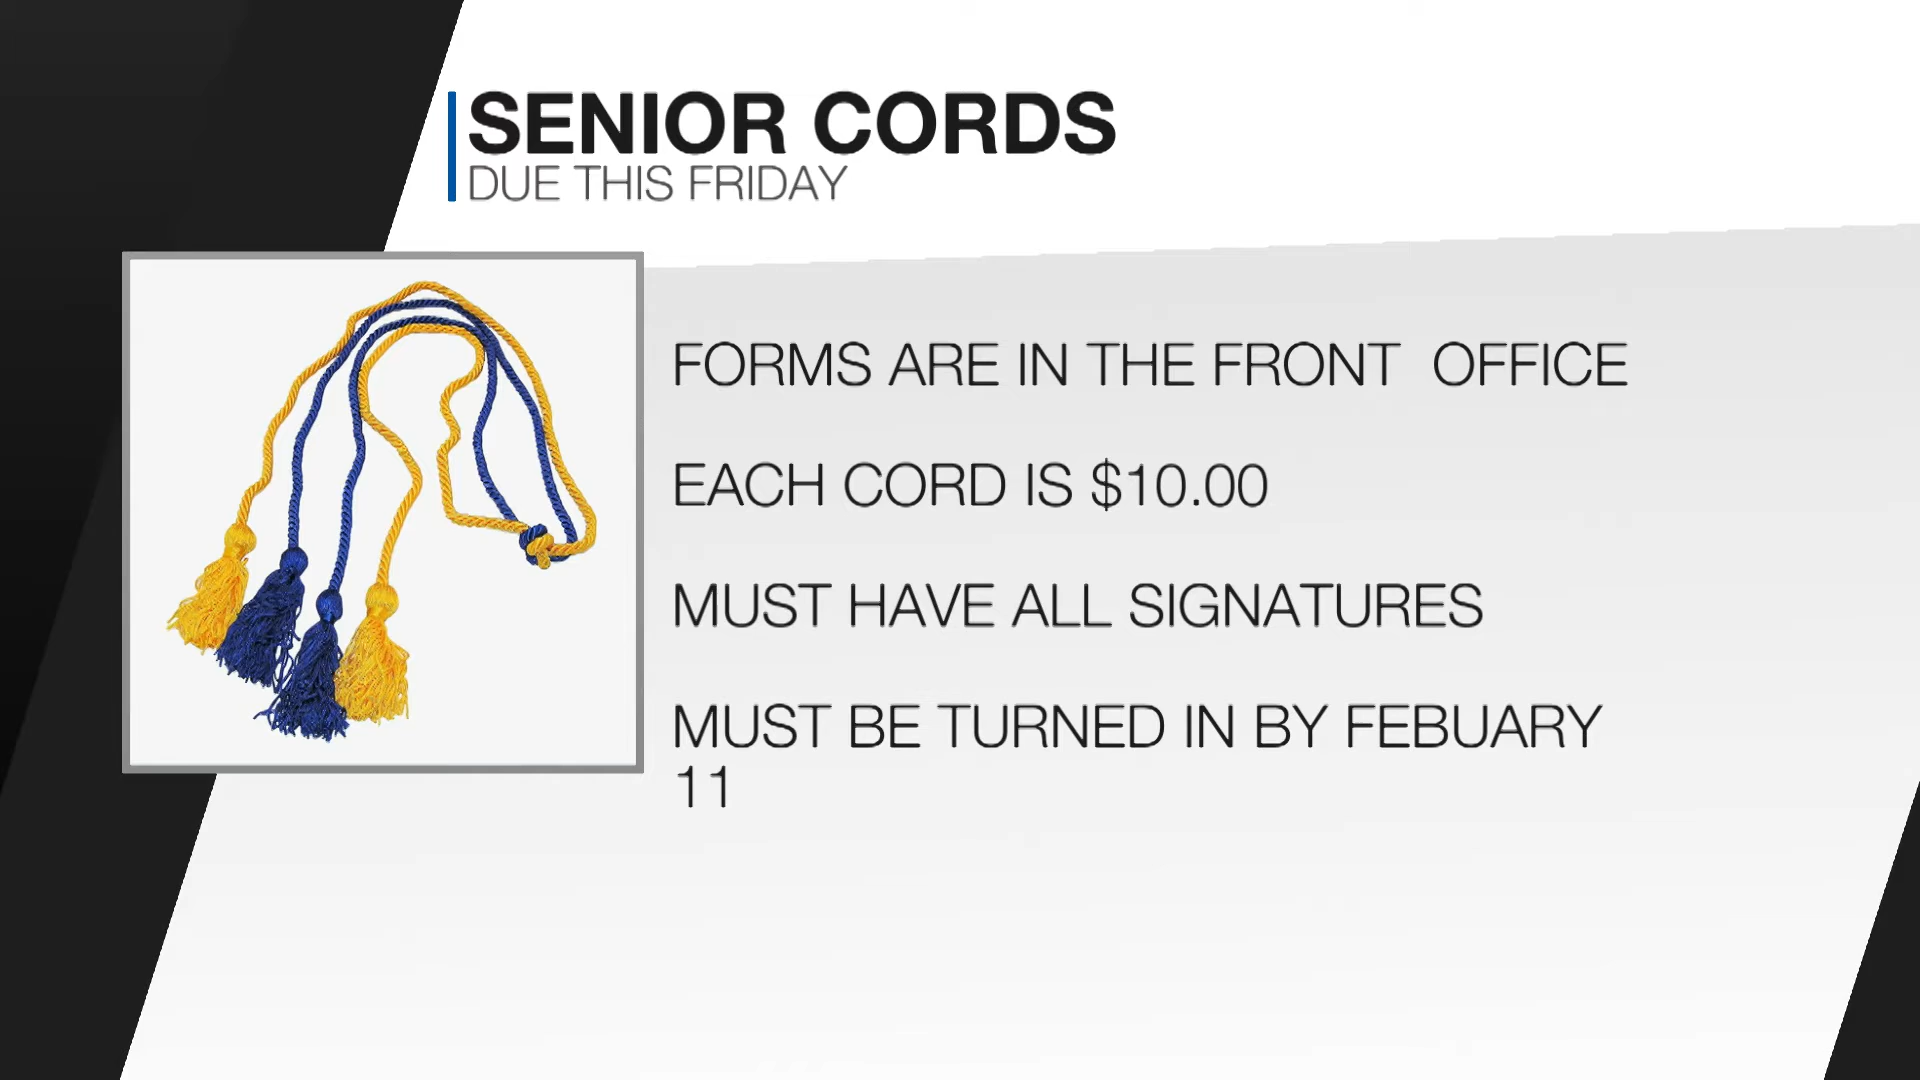 SENIOR CORDS
DUE THIS FRIDAY
FORMS ARE IN THE FRONT  OFFICE
EACH CORD IS $10.00
MUST HAVE ALL SIGNATURES
MUST BE TURNED IN BY FEBUARY
11